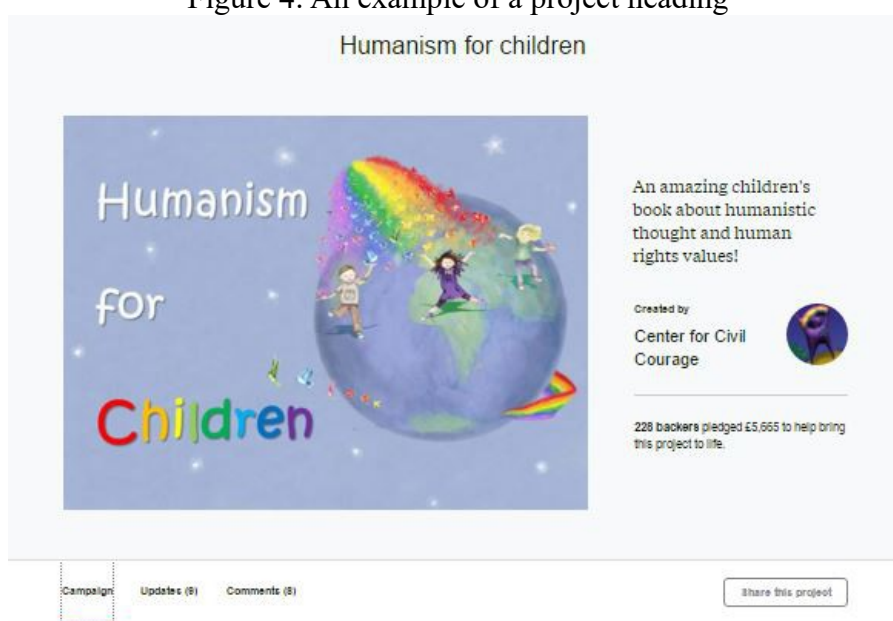 Figure 4. An example of a project heading
Humanism for children
Humanism
for
Children
An amazing children's
book about humanistic
thought and human
rights values!
Created by
Center for Civil
Courage
228 backers pledged £5,665 to help bring
this project to life.
Campaign
Updates (9)
Comments (8)
Share this project